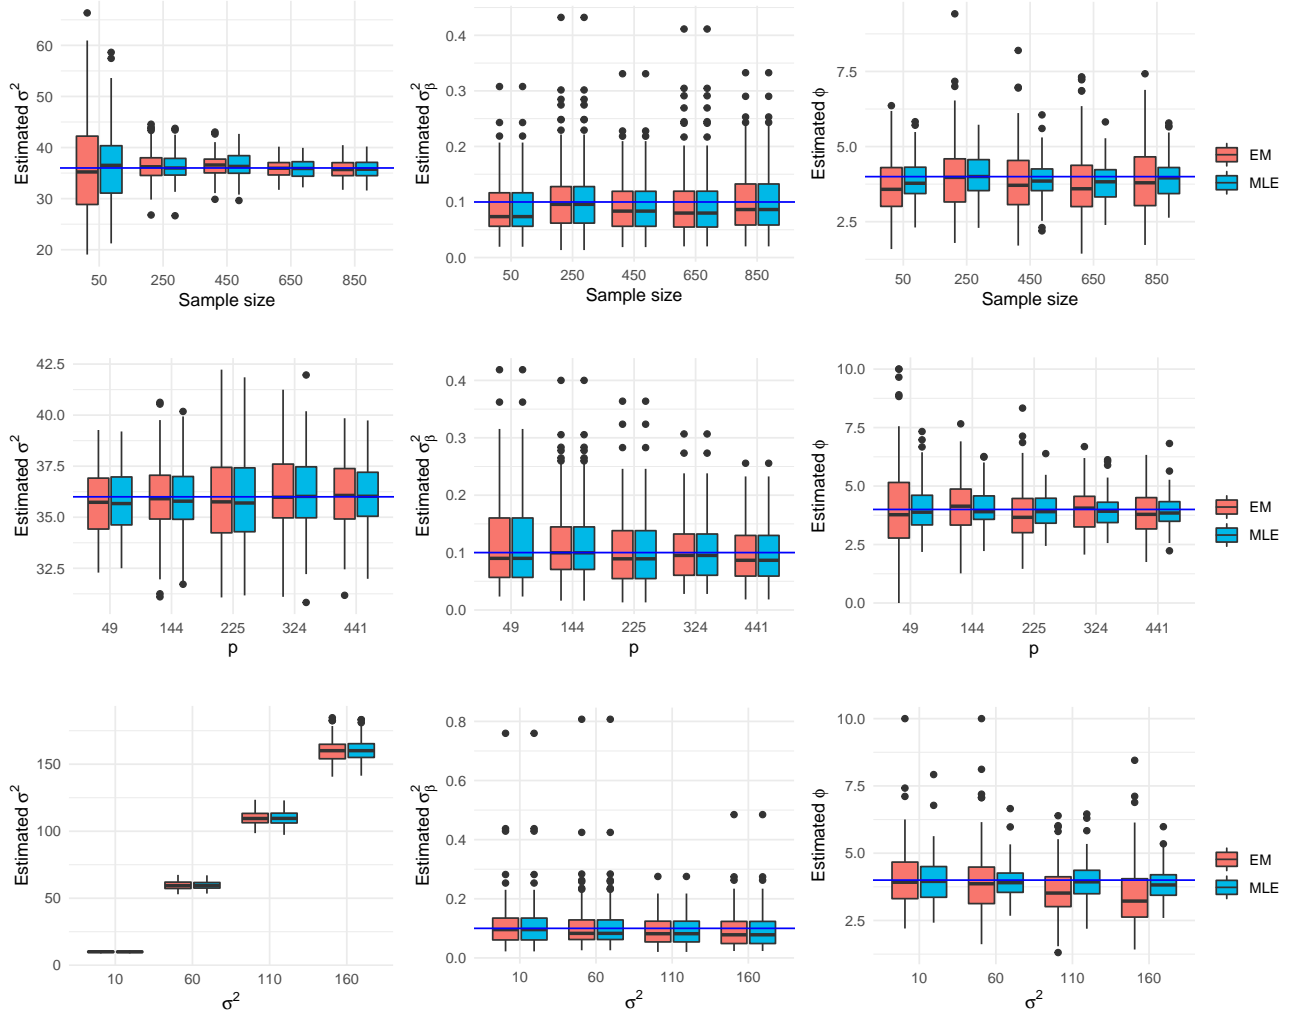 Estimated σ²
60
50
40
30
20
50 250 450 650 850
Sample size
Estimated σ²β
0.4
0.3
0.2
0.1
0.0
50 250 450 650 850
Sample size
Estimated ϕ
7.5
5.0
2.5
50 250 450 650 850
Sample size
EM
MLE
Estimated σ²
42.5
40.0
37.5
35.0
32.5
49 144 225 324 441
p
Estimated σ²β
0.4
0.3
0.2
0.1
0.0
49 144 225 324 441
p
Estimated ϕ
10.0
7.5
5.0
2.5
0.0
49 144 225 324 441
p
EM
MLE
Estimated σ²
150
100
50
0
10 60 110 160
σ²
Estimated σ²β
0.8
0.6
0.4
0.2
0.0
10 60 110 160
σ²
Estimated ϕ
10.0
7.5
5.0
2.5
10 60 110 160
σ²
EM
MLE